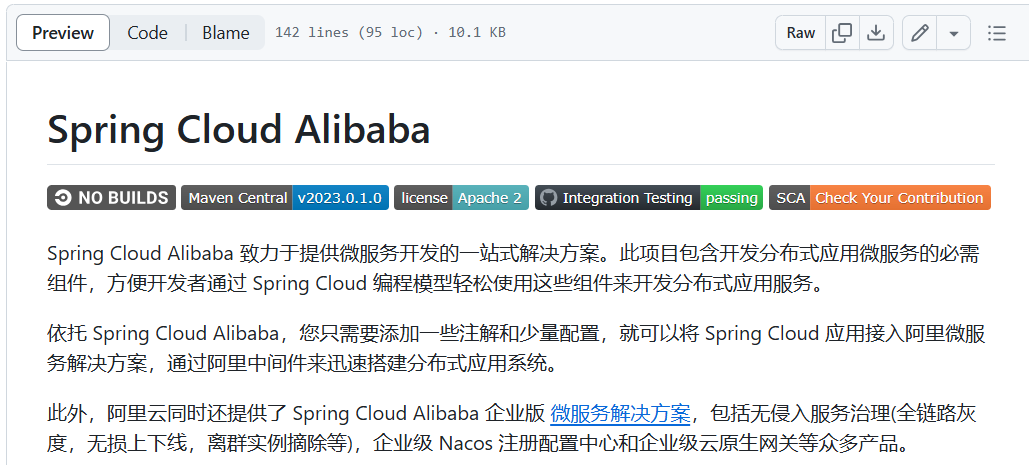 Preview Code Blame 142 lines (95 loc) · 10.1 KB Raw
Spring Cloud Alibaba
NO BUILDS Maven Central v2023.0.1.0 license Apache 2 Integration Testing passing SCA Check Your Contribution
Spring Cloud Alibaba 致力于提供微服务开发的一站式解决方案。此项目包含开发分布式应用微服务的必需
组件，方便开发者通过 Spring Cloud 编程模型轻松使用这些组件来开发分布式应用服务。
依托 Spring Cloud Alibaba，您只需要添加一些注解和少量配置，就可以将 Spring Cloud 应用接入阿里微服
务解决方案，通过阿里中间件来迅速搭建分布式应用系统。
此外，阿里云同时还提供了 Spring Cloud Alibaba 企业版 微服务解决方案，包括无侵入服务治理(全链路灰
度，无损上下线，离群实例摘除等)，企业级 Nacos 注册配置中心和企业级云原生网关等众多产品。